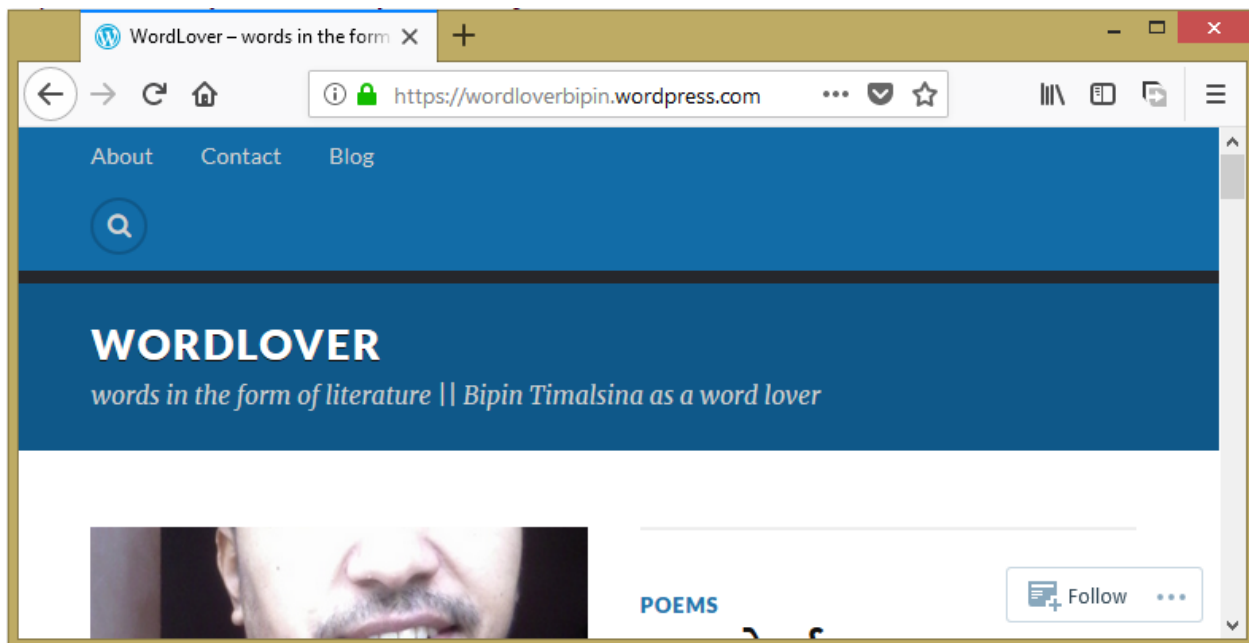 WordLover – words in the form
https://wordloverbipin.wordpress.com
About Contact Blog
WORDLOVER
words in the form of literature || Bipin Timalsina as a word lover
POEMS
Follow